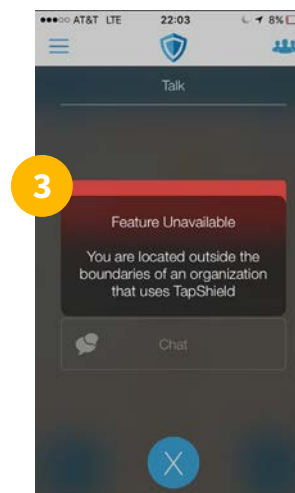 AT&T LTE 22:03 8%
Talk
3
Feature Unavailable
You are located outside the
boundaries of an organization
that uses TapShield
Chat
X